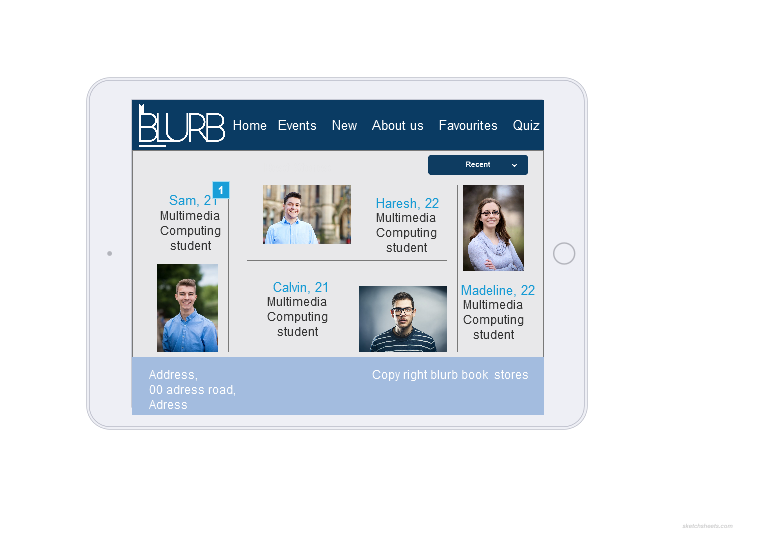 BLURB Home Events New About us Favourites Quiz
Recent
1
Sam, 21
Multimedia
Computing
student
Haresh, 22
Multimedia
Computing
student
Calvin, 21
Multimedia
Computing
student
Madeline, 22
Multimedia
Computing
student
Address,
00 adress road,
Adress
Copy right blurb book stores
sketchsheets.com